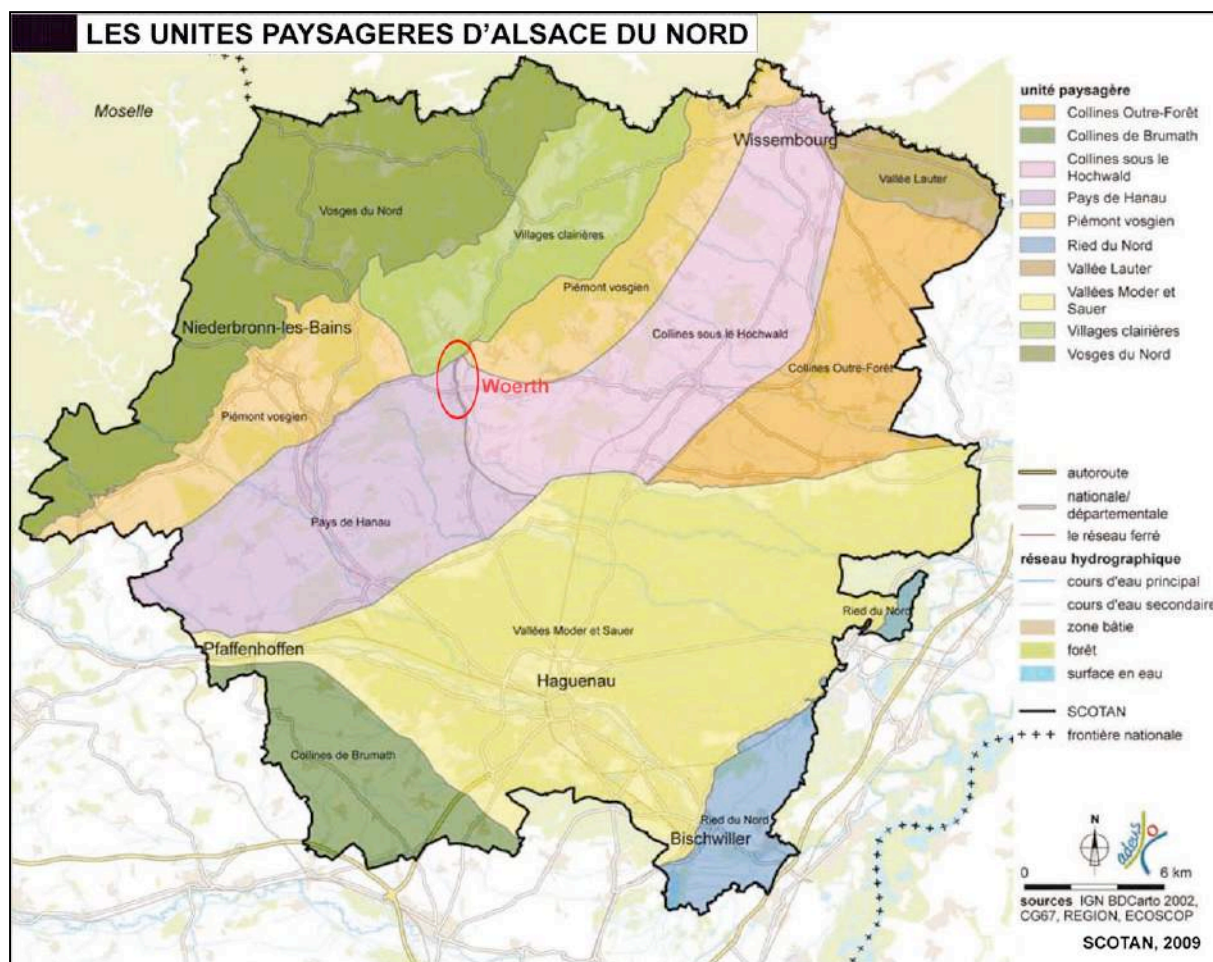 LES UNITES PAYSAGERES D'ALSACE DU NORD
Moselle
Wissembourg
Vallée Lauter
Vosges du Nord
Villages clairières
Piémont vosgien
Niederbronn-les-Bains
Collines sous le Hochwald
Collines Outre-Forêt
Woerth
Piémont vosgien
Pays de Hanau
Ried du Nord
Vallées Moder et Sauer
Pfaffenhoffen
Haguenau
Collines de Brumath
Ried du Nord
Bischwiller
unité paysagère
Collines Outre-Forêt
Collines de Brumath
Collines sous le
Hochwald
Pays de Hanau
Piémont vosgien
Ried du Nord
Vallée Lauter
Vallées Moder et
Sauer
Villages clairières
Vosges du Nord
autoroute
nationale/
départementale
le réseau ferré
réseau hydrographique
cours d'eau principal
cours d'eau secondaire
zone bâtie
forêt
surface en eau
SCOTAN
frontière nationale
N
adeus
0 6 km
sources IGN BDCarto 2002,
CG67, REGION, ECOSCOP
SCOTAN, 2009